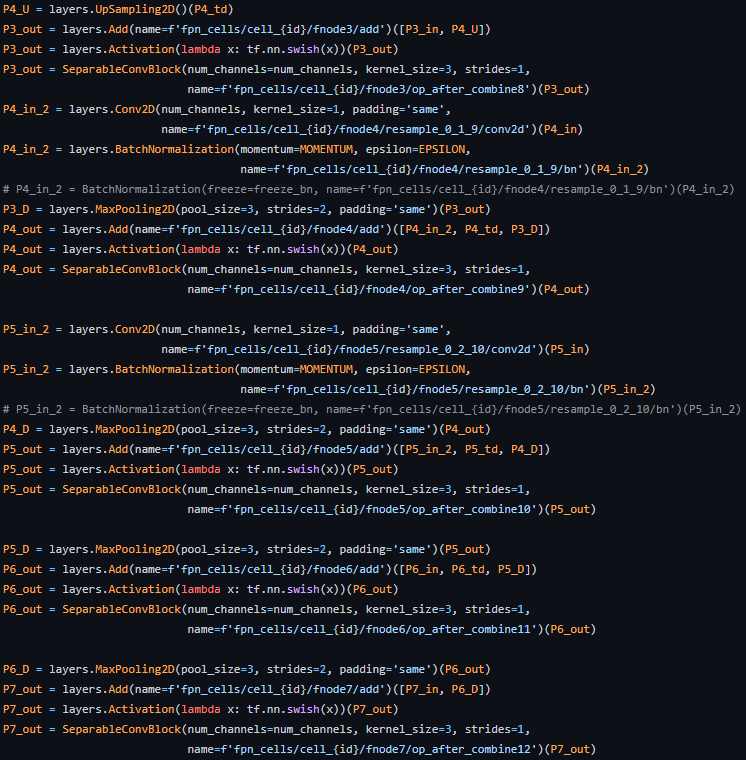 P4_U = layers.UpSampling2D()(P4_td)
P3_out = layers.Add(name=f'fpn_cells/cell_{id}/fnode3/add')([P3_in, P4_U])
P3_out = layers.Activation(lambda x: tf.nn.swish(x))(P3_out)
P3_out = SeparableConvBlock(num_channels=num_channels, kernel_size=3, strides=1,
name=f'fpn_cells/cell_{id}/fnode3/op_after_combine8')(P3_out)
P4_in_2 = layers.Conv2D(num_channels, kernel_size=1, padding='same',
name=f'fpn_cells/cell_{id}/fnode4/resample_0_1_9/conv2d')(P4_in)
P4_in_2 = layers.BatchNormalization(momentum=MOMENTUM, epsilon=EPSILON,
name=f'fpn_cells/cell_{id}/fnode4/resample_0_1_9/bn')(P4_in_2)
# P4_in_2 = BatchNormalization(freeze=freeze_bn, name=f'fpn_cells/cell_{id}/fnode4/resample_0_1_9/bn')(P4_in_2)
P3_D = layers.MaxPooling2D(pool_size=3, strides=2, padding='same')(P3_out)
P4_out = layers.Add(name=f'fpn_cells/cell_{id}/fnode4/add')([P4_in_2, P4_td, P3_D])
P4_out = layers.Activation(lambda x: tf.nn.swish(x))(P4_out)
P4_out = SeparableConvBlock(num_channels=num_channels, kernel_size=3, strides=1,
name=f'fpn_cells/cell_{id}/fnode4/op_after_combine9')(P4_out)
P5_in_2 = layers.Conv2D(num_channels, kernel_size=1, padding='same',
name=f'fpn_cells/cell_{id}/fnode5/resample_0_2_10/conv2d')(P5_in)
P5_in_2 = layers.BatchNormalization(momentum=MOMENTUM, epsilon=EPSILON,
name=f'fpn_cells/cell_{id}/fnode5/resample_0_2_10/bn')(P5_in_2)
# P5_in_2 = BatchNormalization(freeze=freeze_bn, name=f'fpn_cells/cell_{id}/fnode5/resample_0_2_10/bn')(P5_in_2)
P4_D = layers.MaxPooling2D(pool_size=3, strides=2, padding='same')(P4_out)
P5_out = layers.Add(name=f'fpn_cells/cell_{id}/fnode5/add')([P5_in_2, P5_td, P4_D])
P5_out = layers.Activation(lambda x: tf.nn.swish(x))(P5_out)
P5_out = SeparableConvBlock(num_channels=num_channels, kernel_size=3, strides=1,
name=f'fpn_cells/cell_{id}/fnode5/op_after_combine10')(P5_out)
P5_D = layers.MaxPooling2D(pool_size=3, strides=2, padding='same')(P5_out)
P6_out = layers.Add(name=f'fpn_cells/cell_{id}/fnode6/add')([P6_in, P6_td, P5_D])
P6_out = layers.Activation(lambda x: tf.nn.swish(x))(P6_out)
P6_out = SeparableConvBlock(num_channels=num_channels, kernel_size=3, strides=1,
name=f'fpn_cells/cell_{id}/fnode6/op_after_combine11')(P6_out)
P6_D = layers.MaxPooling2D(pool_size=3, strides=2, padding='same')(P6_out)
P7_out = layers.Add(name=f'fpn_cells/cell_{id}/fnode7/add')([P7_in, P6_D])
P7_out = layers.Activation(lambda x: tf.nn.swish(x))(P7_out)
P7_out = SeparableConvBlock(num_channels=num_channels, kernel_size=3, strides=1,
name=f'fpn_cells/cell_{id}/fnode7/op_after_combine12')(P7_out)